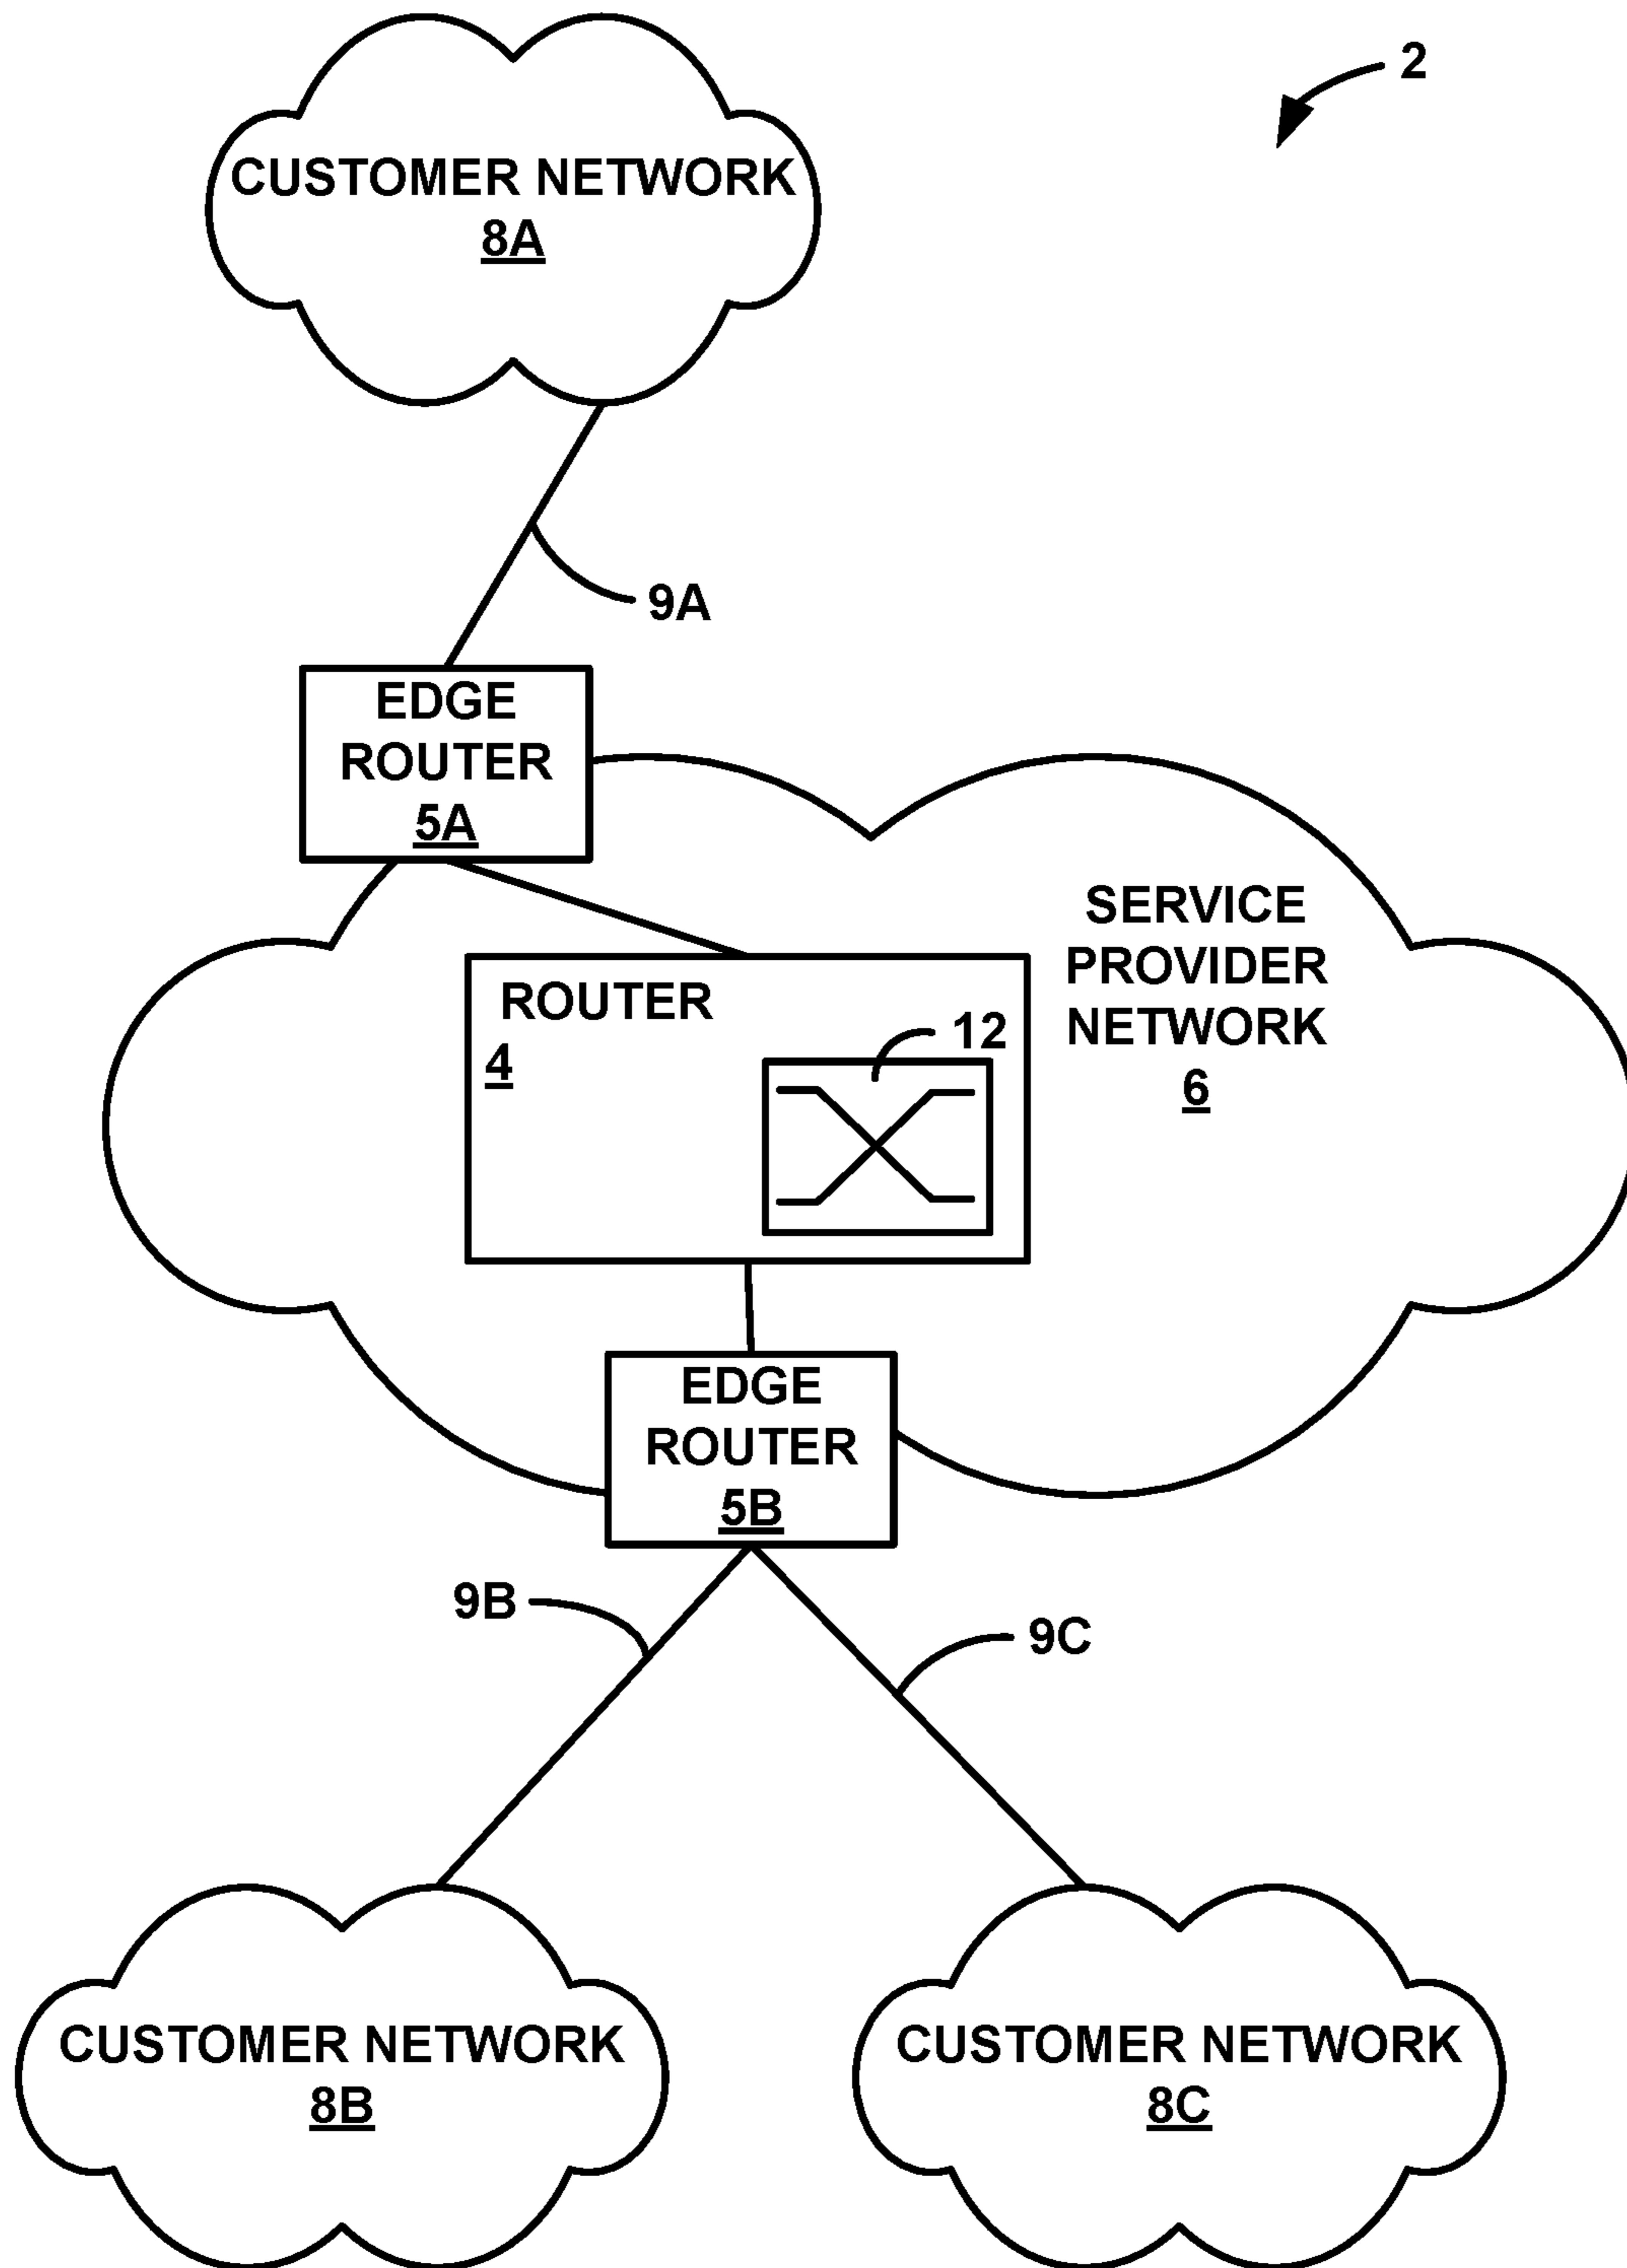 2
CUSTOMER NETWORK
8A
9A
EDGE
ROUTER
5A
SERVICE
PROVIDER
NETWORK
6
ROUTER
4
12
EDGE
ROUTER
5B
9B
9C
CUSTOMER NETWORK
8B
CUSTOMER NETWORK
8C